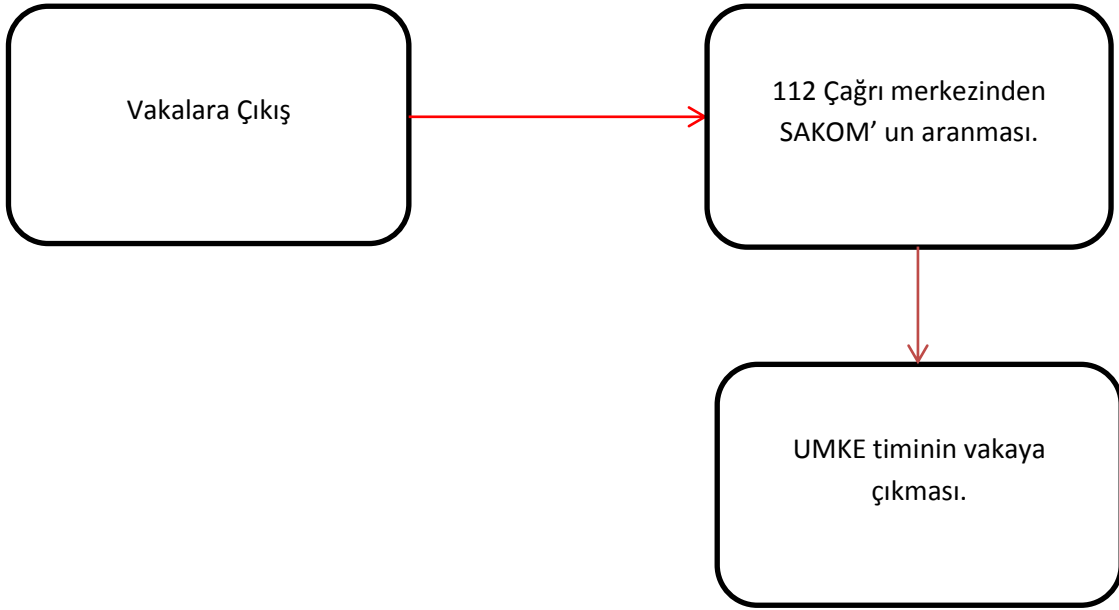 Vakalara Çıkış
112 Çağrı merkezinden
SAKOM’ un aranması.
UMKE timinin vakaya
çıkması.